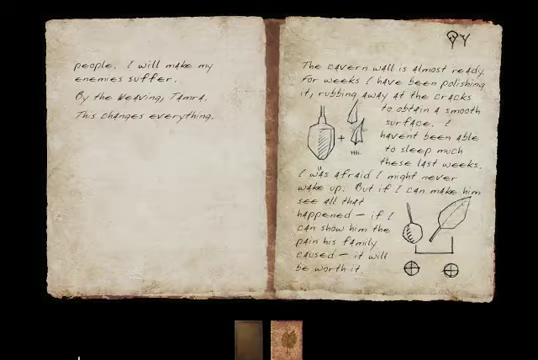 people. I will make my
enemies suffer.
By the Weaving, Tamra.
This changes everything.
The cavern wall is almost ready.
For weeks I have been polishing
it, rubbing away at the cracks
to obtain a smooth
surface. I
havent been able
to sleep much
these last weeks.
I was afraid I might never
wake up. But if I can make him
see all that
happened — if I
can show him the
pain his family
caused — it will
be worth it